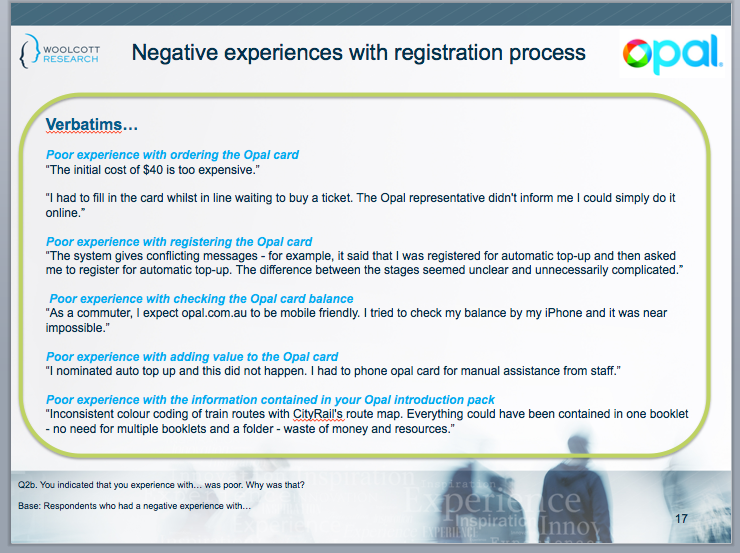 WOOLCOTT
RESEARCH
Negative experiences with registration process
opal.
Verbatims…
Poor experience with ordering the Opal card
“The initial cost of $40 is too expensive.”
“I had to fill in the card whilst in line waiting to buy a ticket. The Opal representative didn't inform me I could simply do it
online.”
Poor experience with registering the Opal card
“The system gives conflicting messages - for example, it said that I was registered for automatic top-up and then asked
me to register for automatic top-up. The difference between the stages seemed unclear and unnecessarily complicated.”
Poor experience with checking the Opal card balance
“As a commuter, I expect opal.com.au to be mobile friendly. I tried to check my balance by my iPhone and it was near
impossible.”
Poor experience with adding value to the Opal card
“I nominated auto top up and this did not happen. I had to phone opal card for manual assistance from staff.”
Poor experience with the information contained in your Opal introduction pack
“Inconsistent colour coding of train routes with CityRail's route map. Everything could have been contained in one booklet
- no need for multiple booklets and a folder - waste of money and resources.”
Q2b. You indicated that you experience with… was poor. Why was that?
Base: Respondents who had a negative experience with…
Inspiration
Experience
Inspiration
Innov
EXPERIENCE
17